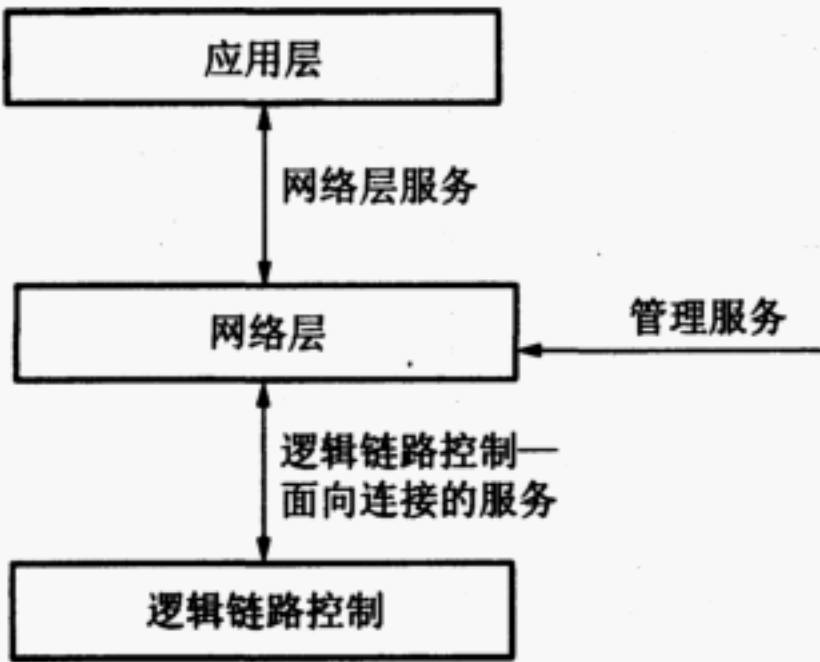 应用层
网络层服务
管理服务
网络层
逻辑链路控制—
面向连接的服务
逻辑链路控制